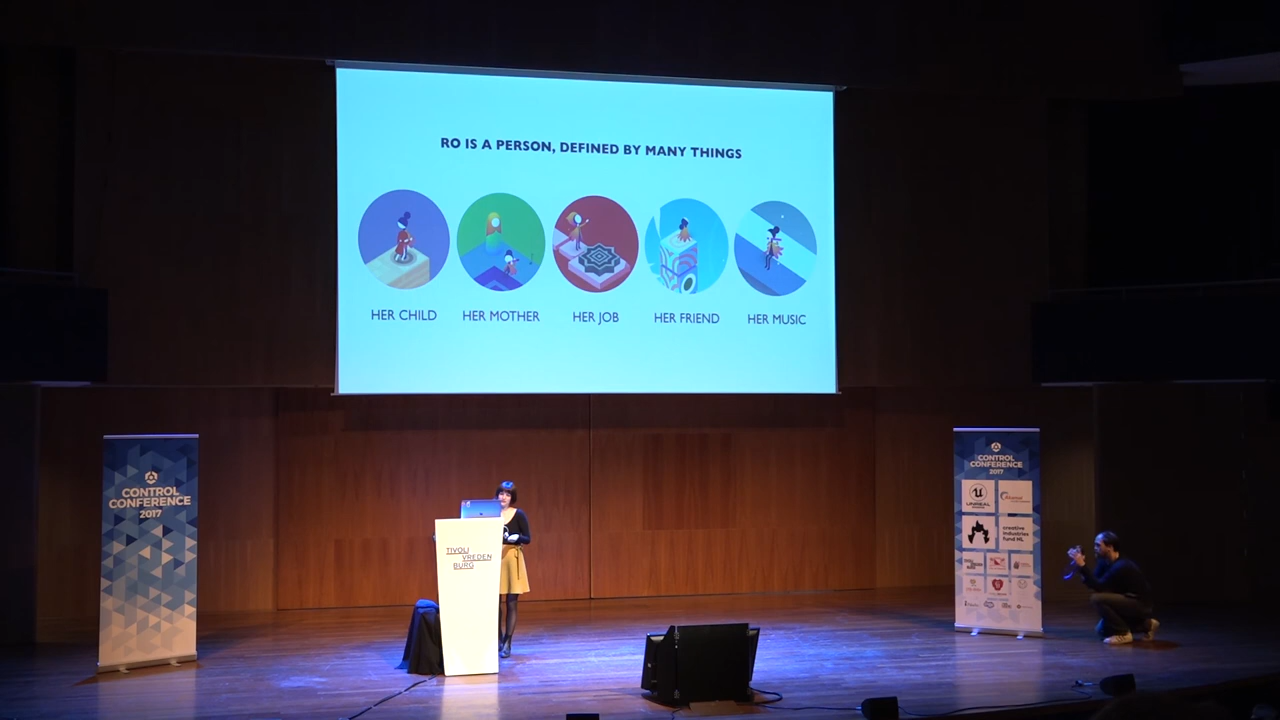 RO IS A PERSON, DEFINED BY MANY THINGS
HER CHILD
HER MOTHER
HER JOB
HER FRIEND
HER MUSIC
CONTROL
CONFERENCE
2017
TIVOLI
VREDEN
BURG
CONTROL
CONFERENCE
2017
UNREAL
creative
industries
fund NL